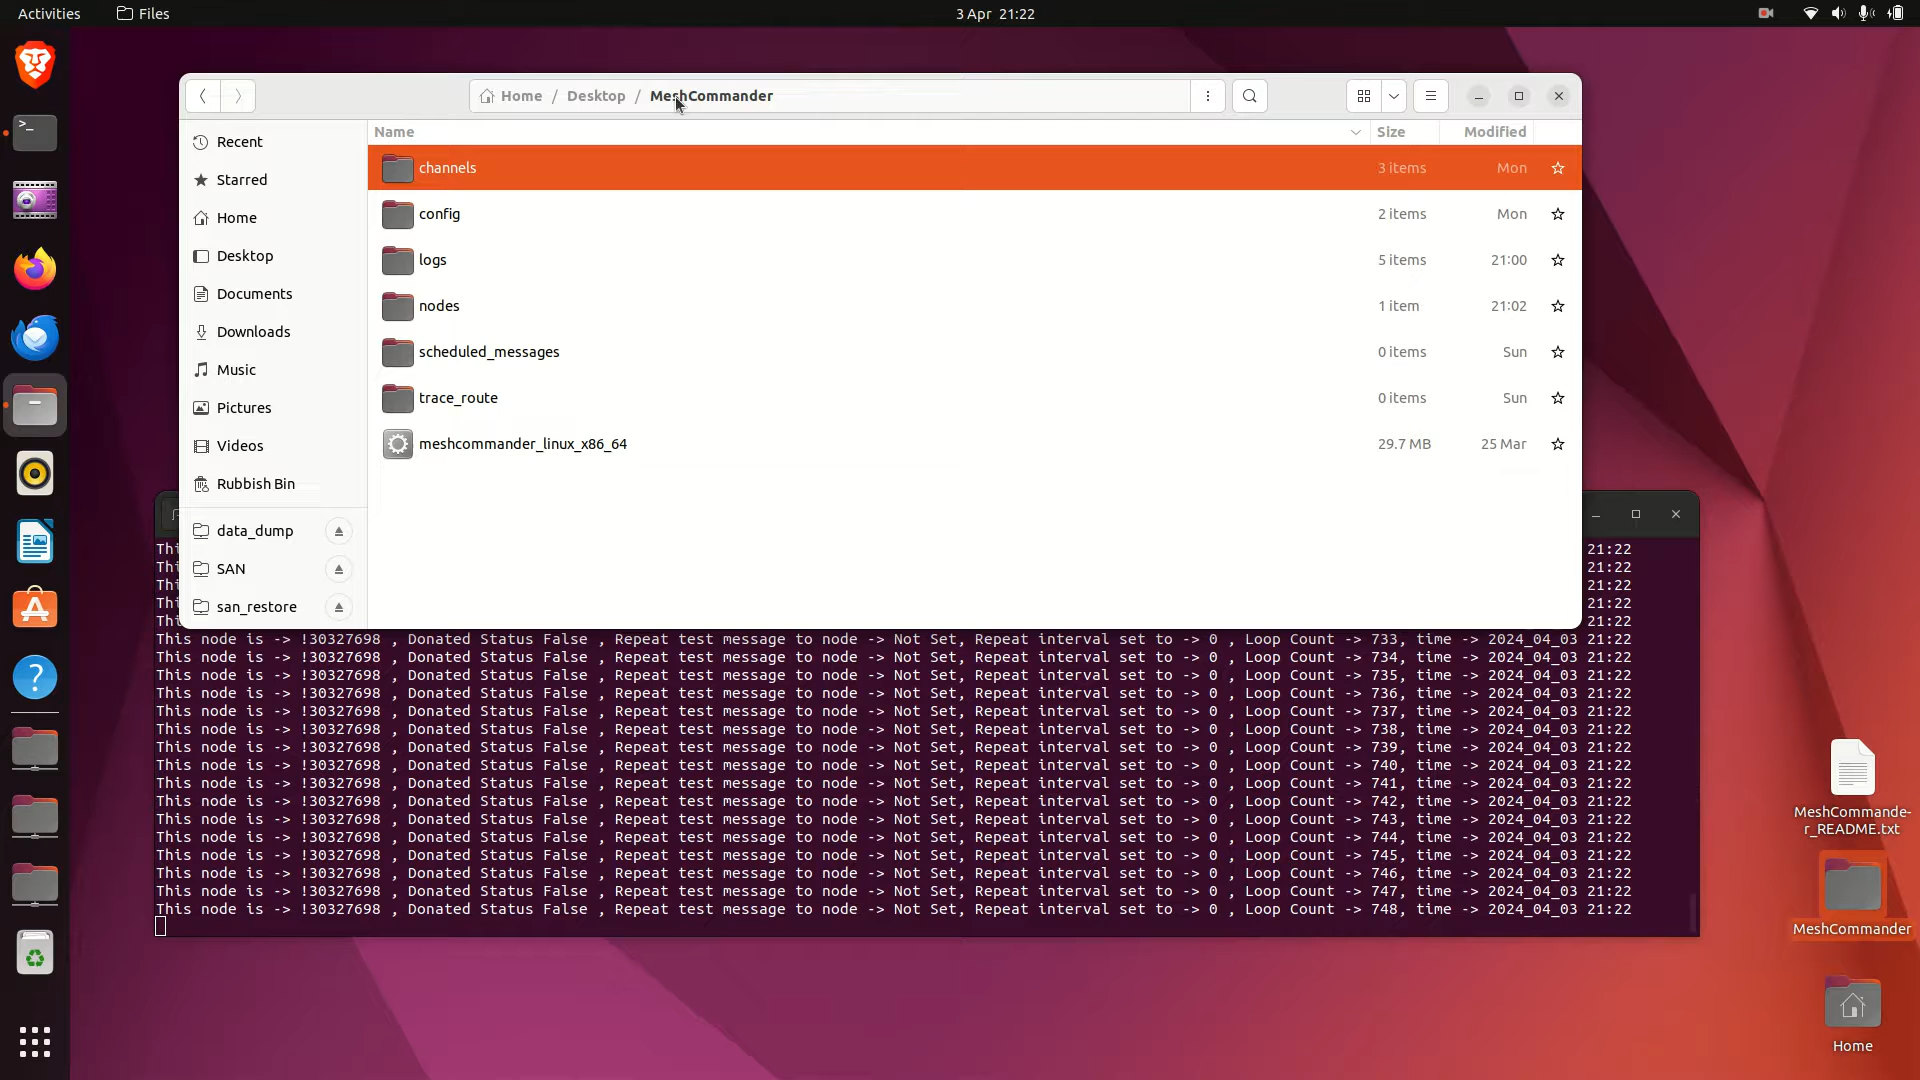 Activities Files 3 Apr 21:22
Home / Desktop / MeshCommander
Recent
Starred
Home
Desktop
Documents
Downloads
Music
Pictures
Videos
Rubbish Bin
data_dump
SAN
san_restore
Name Size Modified
channels 3 items Mon
config 2 items Mon
logs 5 items 21:00
nodes 1 item 21:02
scheduled_messages 0 items Sun
trace_route 0 items Sun
meshcommander_linux_x86_64 29.7 MB 25 Mar
21:22
21:22
21:22
21:22
21:22
This node is -> !30327698 , Donated Status False , Repeat test message to node -> Not Set, Repeat interval set to -> 0 , Loop Count -> 733, time -> 2024_04_03 21:22
This node is -> !30327698 , Donated Status False , Repeat test message to node -> Not Set, Repeat interval set to -> 0 , Loop Count -> 734, time -> 2024_04_03 21:22
This node is -> !30327698 , Donated Status False , Repeat test message to node -> Not Set, Repeat interval set to -> 0 , Loop Count -> 735, time -> 2024_04_03 21:22
This node is -> !30327698 , Donated Status False , Repeat test message to node -> Not Set, Repeat interval set to -> 0 , Loop Count -> 736, time -> 2024_04_03 21:22
This node is -> !30327698 , Donated Status False , Repeat test message to node -> Not Set, Repeat interval set to -> 0 , Loop Count -> 737, time -> 2024_04_03 21:22
This node is -> !30327698 , Donated Status False , Repeat test message to node -> Not Set, Repeat interval set to -> 0 , Loop Count -> 738, time -> 2024_04_03 21:22
This node is -> !30327698 , Donated Status False , Repeat test message to node -> Not Set, Repeat interval set to -> 0 , Loop Count -> 739, time -> 2024_04_03 21:22
This node is -> !30327698 , Donated Status False , Repeat test message to node -> Not Set, Repeat interval set to -> 0 , Loop Count -> 740, time -> 2024_04_03 21:22
This node is -> !30327698 , Donated Status False , Repeat test message to node -> Not Set, Repeat interval set to -> 0 , Loop Count -> 741, time -> 2024_04_03 21:22
This node is -> !30327698 , Donated Status False , Repeat test message to node -> Not Set, Repeat interval set to -> 0 , Loop Count -> 742, time -> 2024_04_03 21:22
This node is -> !30327698 , Donated Status False , Repeat test message to node -> Not Set, Repeat interval set to -> 0 , Loop Count -> 743, time -> 2024_04_03 21:22
This node is -> !30327698 , Donated Status False , Repeat test message to node -> Not Set, Repeat interval set to -> 0 , Loop Count -> 744, time -> 2024_04_03 21:22
This node is -> !30327698 , Donated Status False , Repeat test message to node -> Not Set, Repeat interval set to -> 0 , Loop Count -> 745, time -> 2024_04_03 21:22
This node is -> !30327698 , Donated Status False , Repeat test message to node -> Not Set, Repeat interval set to -> 0 , Loop Count -> 746, time -> 2024_04_03 21:22
This node is -> !30327698 , Donated Status False , Repeat test message to node -> Not Set, Repeat interval set to -> 0 , Loop Count -> 747, time -> 2024_04_03 21:22
This node is -> !30327698 , Donated Status False , Repeat test message to node -> Not Set, Repeat interval set to -> 0 , Loop Count -> 748, time -> 2024_04_03 21:22
MeshCommande-
r_README.txt
MeshCommander
Home